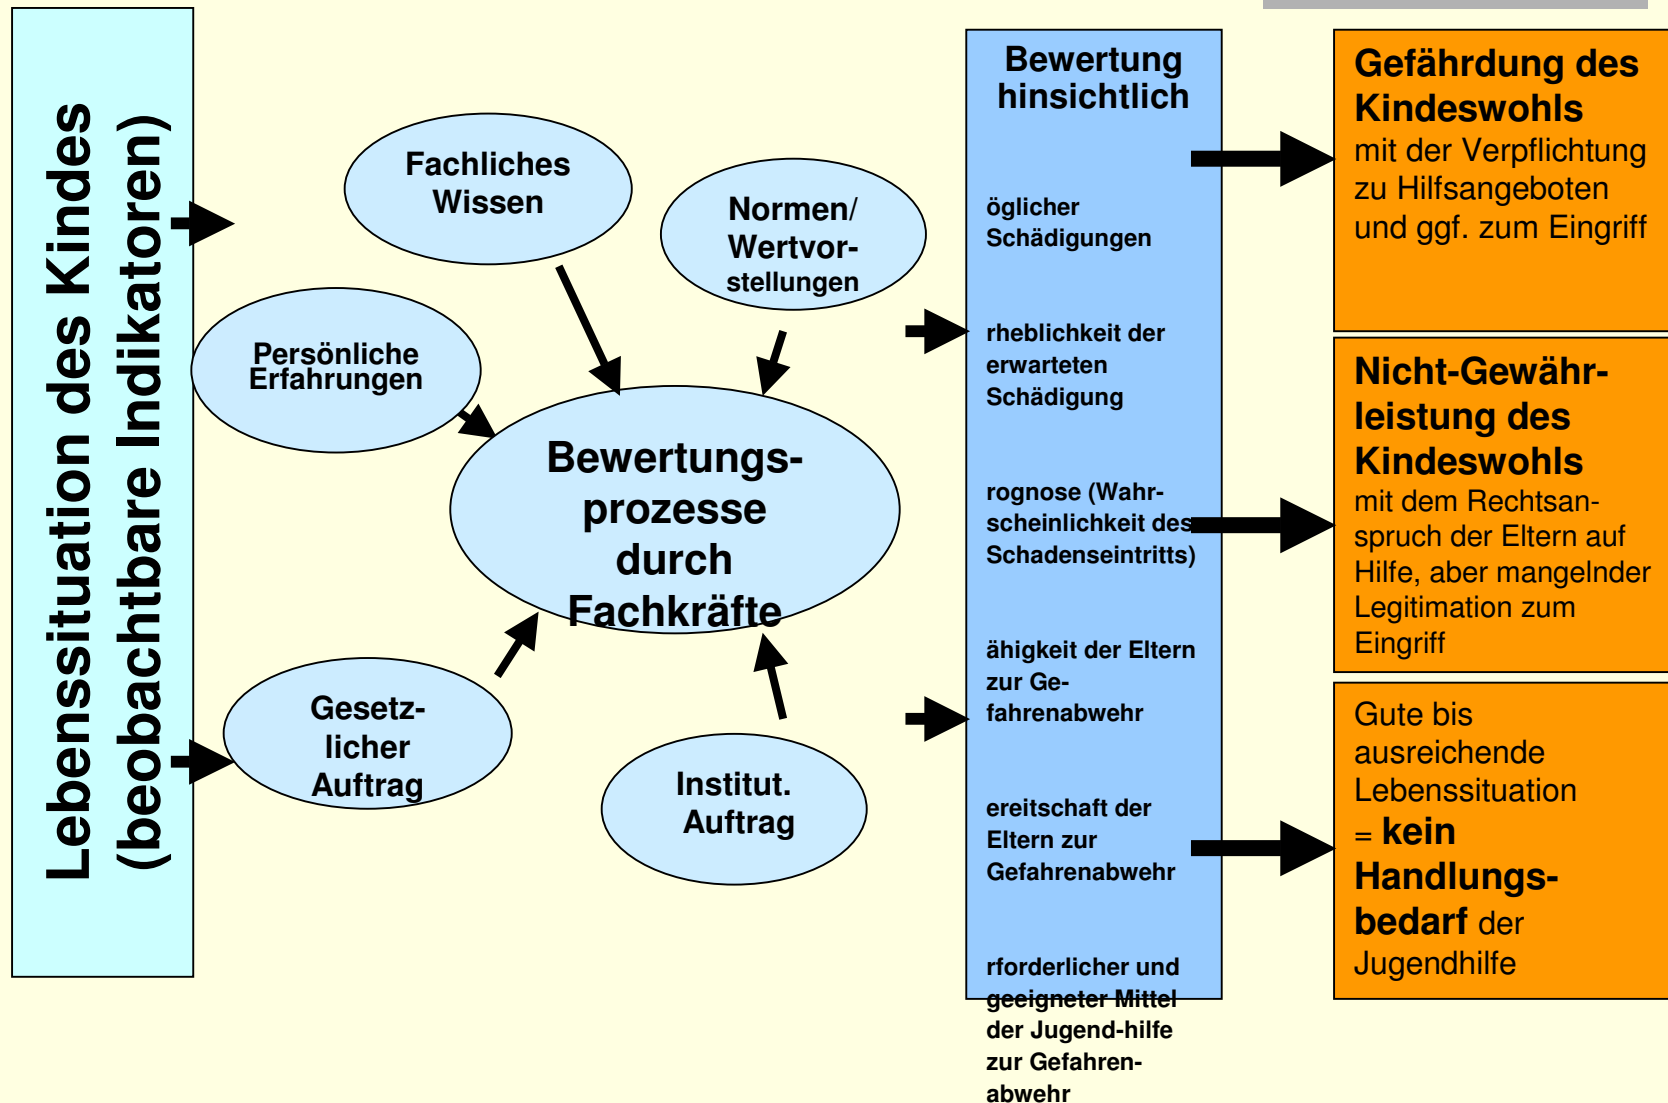 Lebenssituation des Kindes
(beobachtbare Indikatoren)
Fachliches
Wissen
Normen/
Wertvor-
stellungen
Persönliche
Erfahrungen
Bewertungs-
prozesse
durch
Fachkräfte
Gesetz-
licher
Auftrag
Institut.
Auftrag
Bewertung
hinsichtlich
öglicher
Schädigungen
rheblichkeit der
erwarteten
Schädigung
rognose (Wahr-
scheinlichkeit des
Schadenseintritts)
ähigkeit der Eltern
zur Ge-
fahrenabwehr
ereitschaft der
Eltern zur
Gefahrenabwehr
rforderlicher und
geeigneter Mittel
der Jugend-hilfe
zur Gefahren-
abwehr
Gefährdung des
Kindeswohls
mit der Verpflichtung
zu Hilfsangeboten
und ggf. zum Eingriff
Nicht-Gewähr-
leistung des
Kindeswohls
mit dem Rechtsan-
spruch der Eltern auf
Hilfe, aber mangelnder
Legitimation zum
Eingriff
Gute bis
ausreichende
Lebenssituation
= kein
Handlungs-
bedarf der
Jugendhilfe